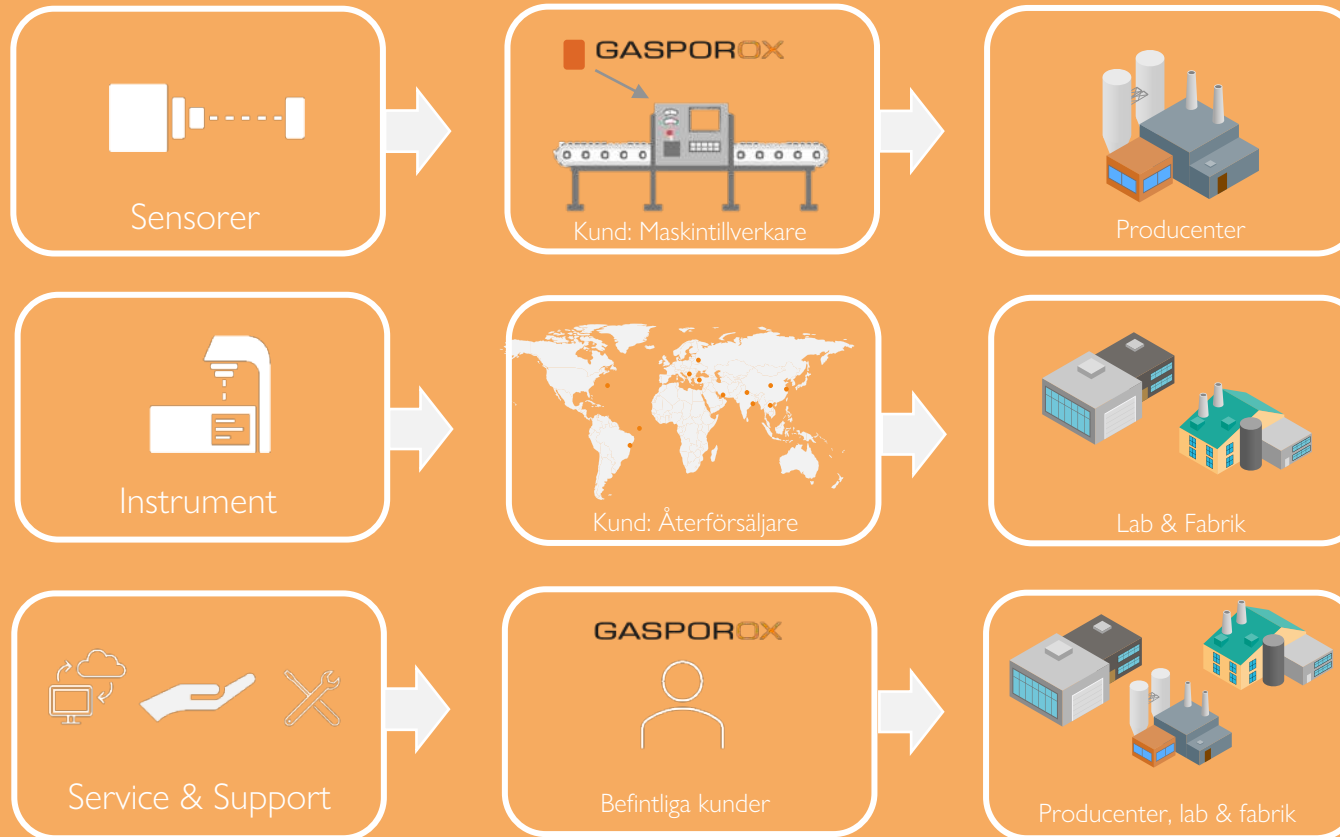 Sensorer
GASPOROX
Kund: Maskintillverkare
Producenter
Instrument
Kund: Återförsäljare
Lab & Fabrik
Service & Support
GASPOROX
Befintliga kunder
Producenter, lab & fabrik